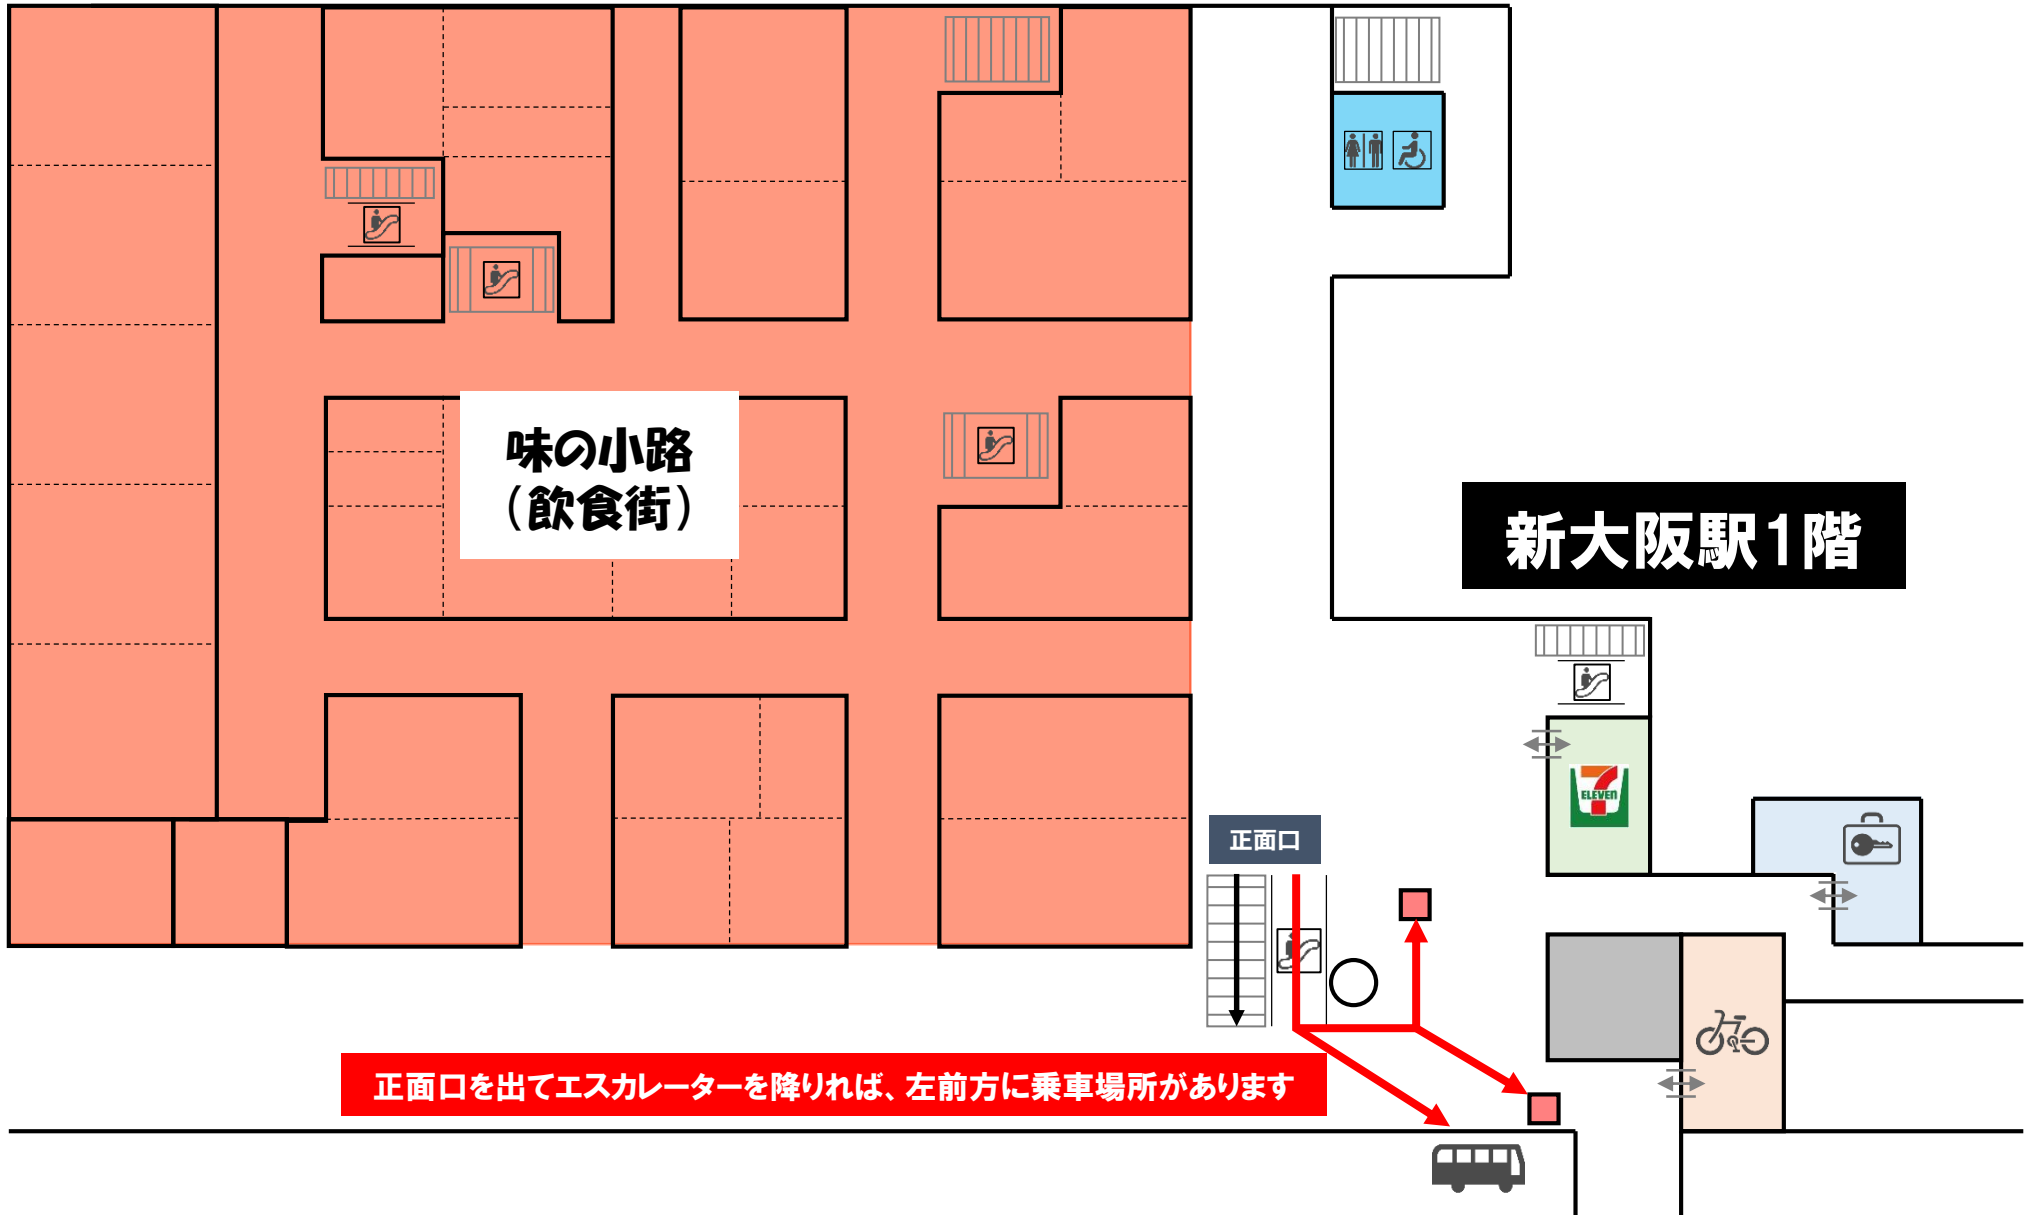 味の小路
（飲食街）
新大阪駅1階
7
ELEVEN
正面口
正面口を出てエスカレーターを降りれば、左前方に乗車場所があります